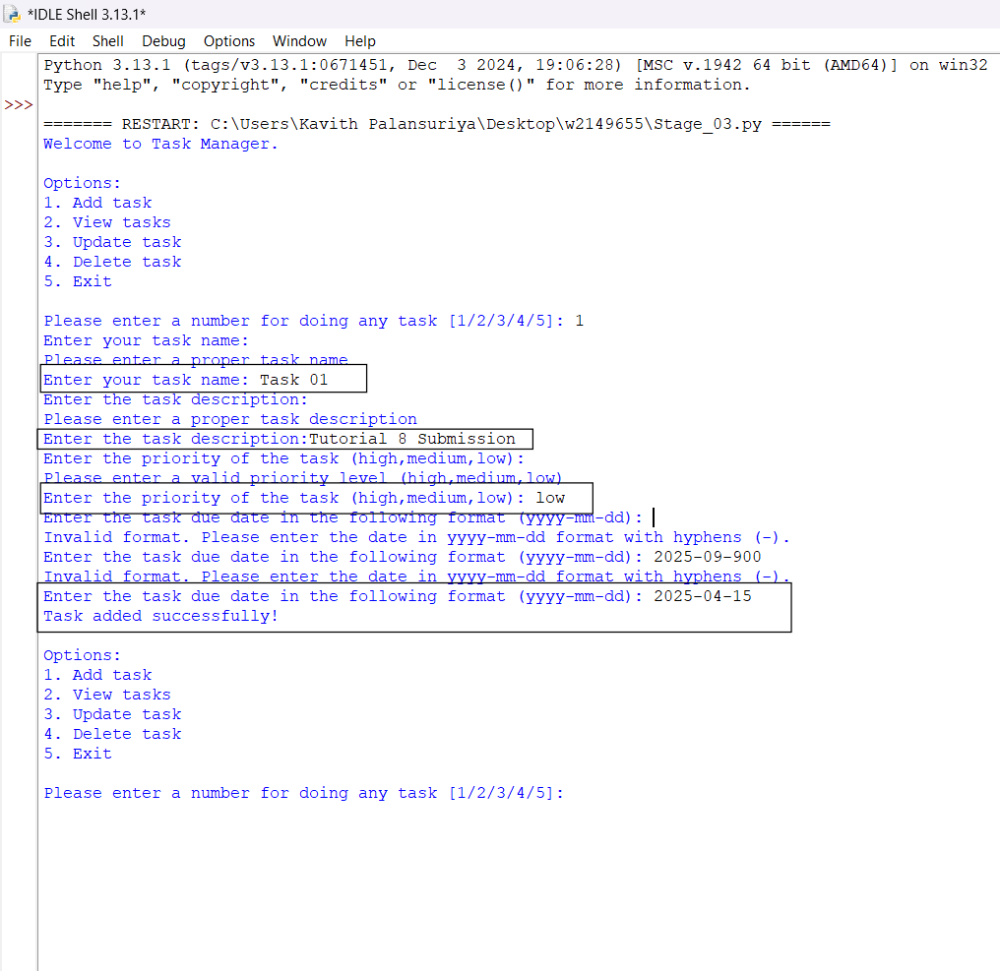 *IDLE Shell 3.13.1*
File Edit Shell Debug Options Window Help
Python 3.13.1 (tags/v3.13.1:0671451, Dec  3 2024, 19:06:28) [MSC v.1942 64 bit (AMD64)] on win32
Type "help", "copyright", "credits" or "license()" for more information.
>>>
======= RESTART: C:\Users\Kavith Palansuriya\Desktop\w2149655\Stage_03.py ======
Welcome to Task Manager.
Options:
1. Add task
2. View tasks
3. Update task
4. Delete task
5. Exit
Please enter a number for doing any task [1/2/3/4/5]: 1
Enter your task name:
Please enter a proper task name
Enter your task name: Task 01
Enter the task description:
Please enter a proper task description
Enter the task description:Tutorial 8 Submission
Enter the priority of the task (high,medium,low):
Please enter a valid priority level (high,medium,low)
Enter the priority of the task (high,medium,low): low
Enter the task due date in the following format (yyyy-mm-dd):
Invalid format. Please enter the date in yyyy-mm-dd format with hyphens (-).
Enter the task due date in the following format (yyyy-mm-dd): 2025-09-900
Invalid format. Please enter the date in yyyy-mm-dd format with hyphens (-).
Enter the task due date in the following format (yyyy-mm-dd): 2025-04-15
Task added successfully!
Options:
1. Add task
2. View tasks
3. Update task
4. Delete task
5. Exit
Please enter a number for doing any task [1/2/3/4/5]: